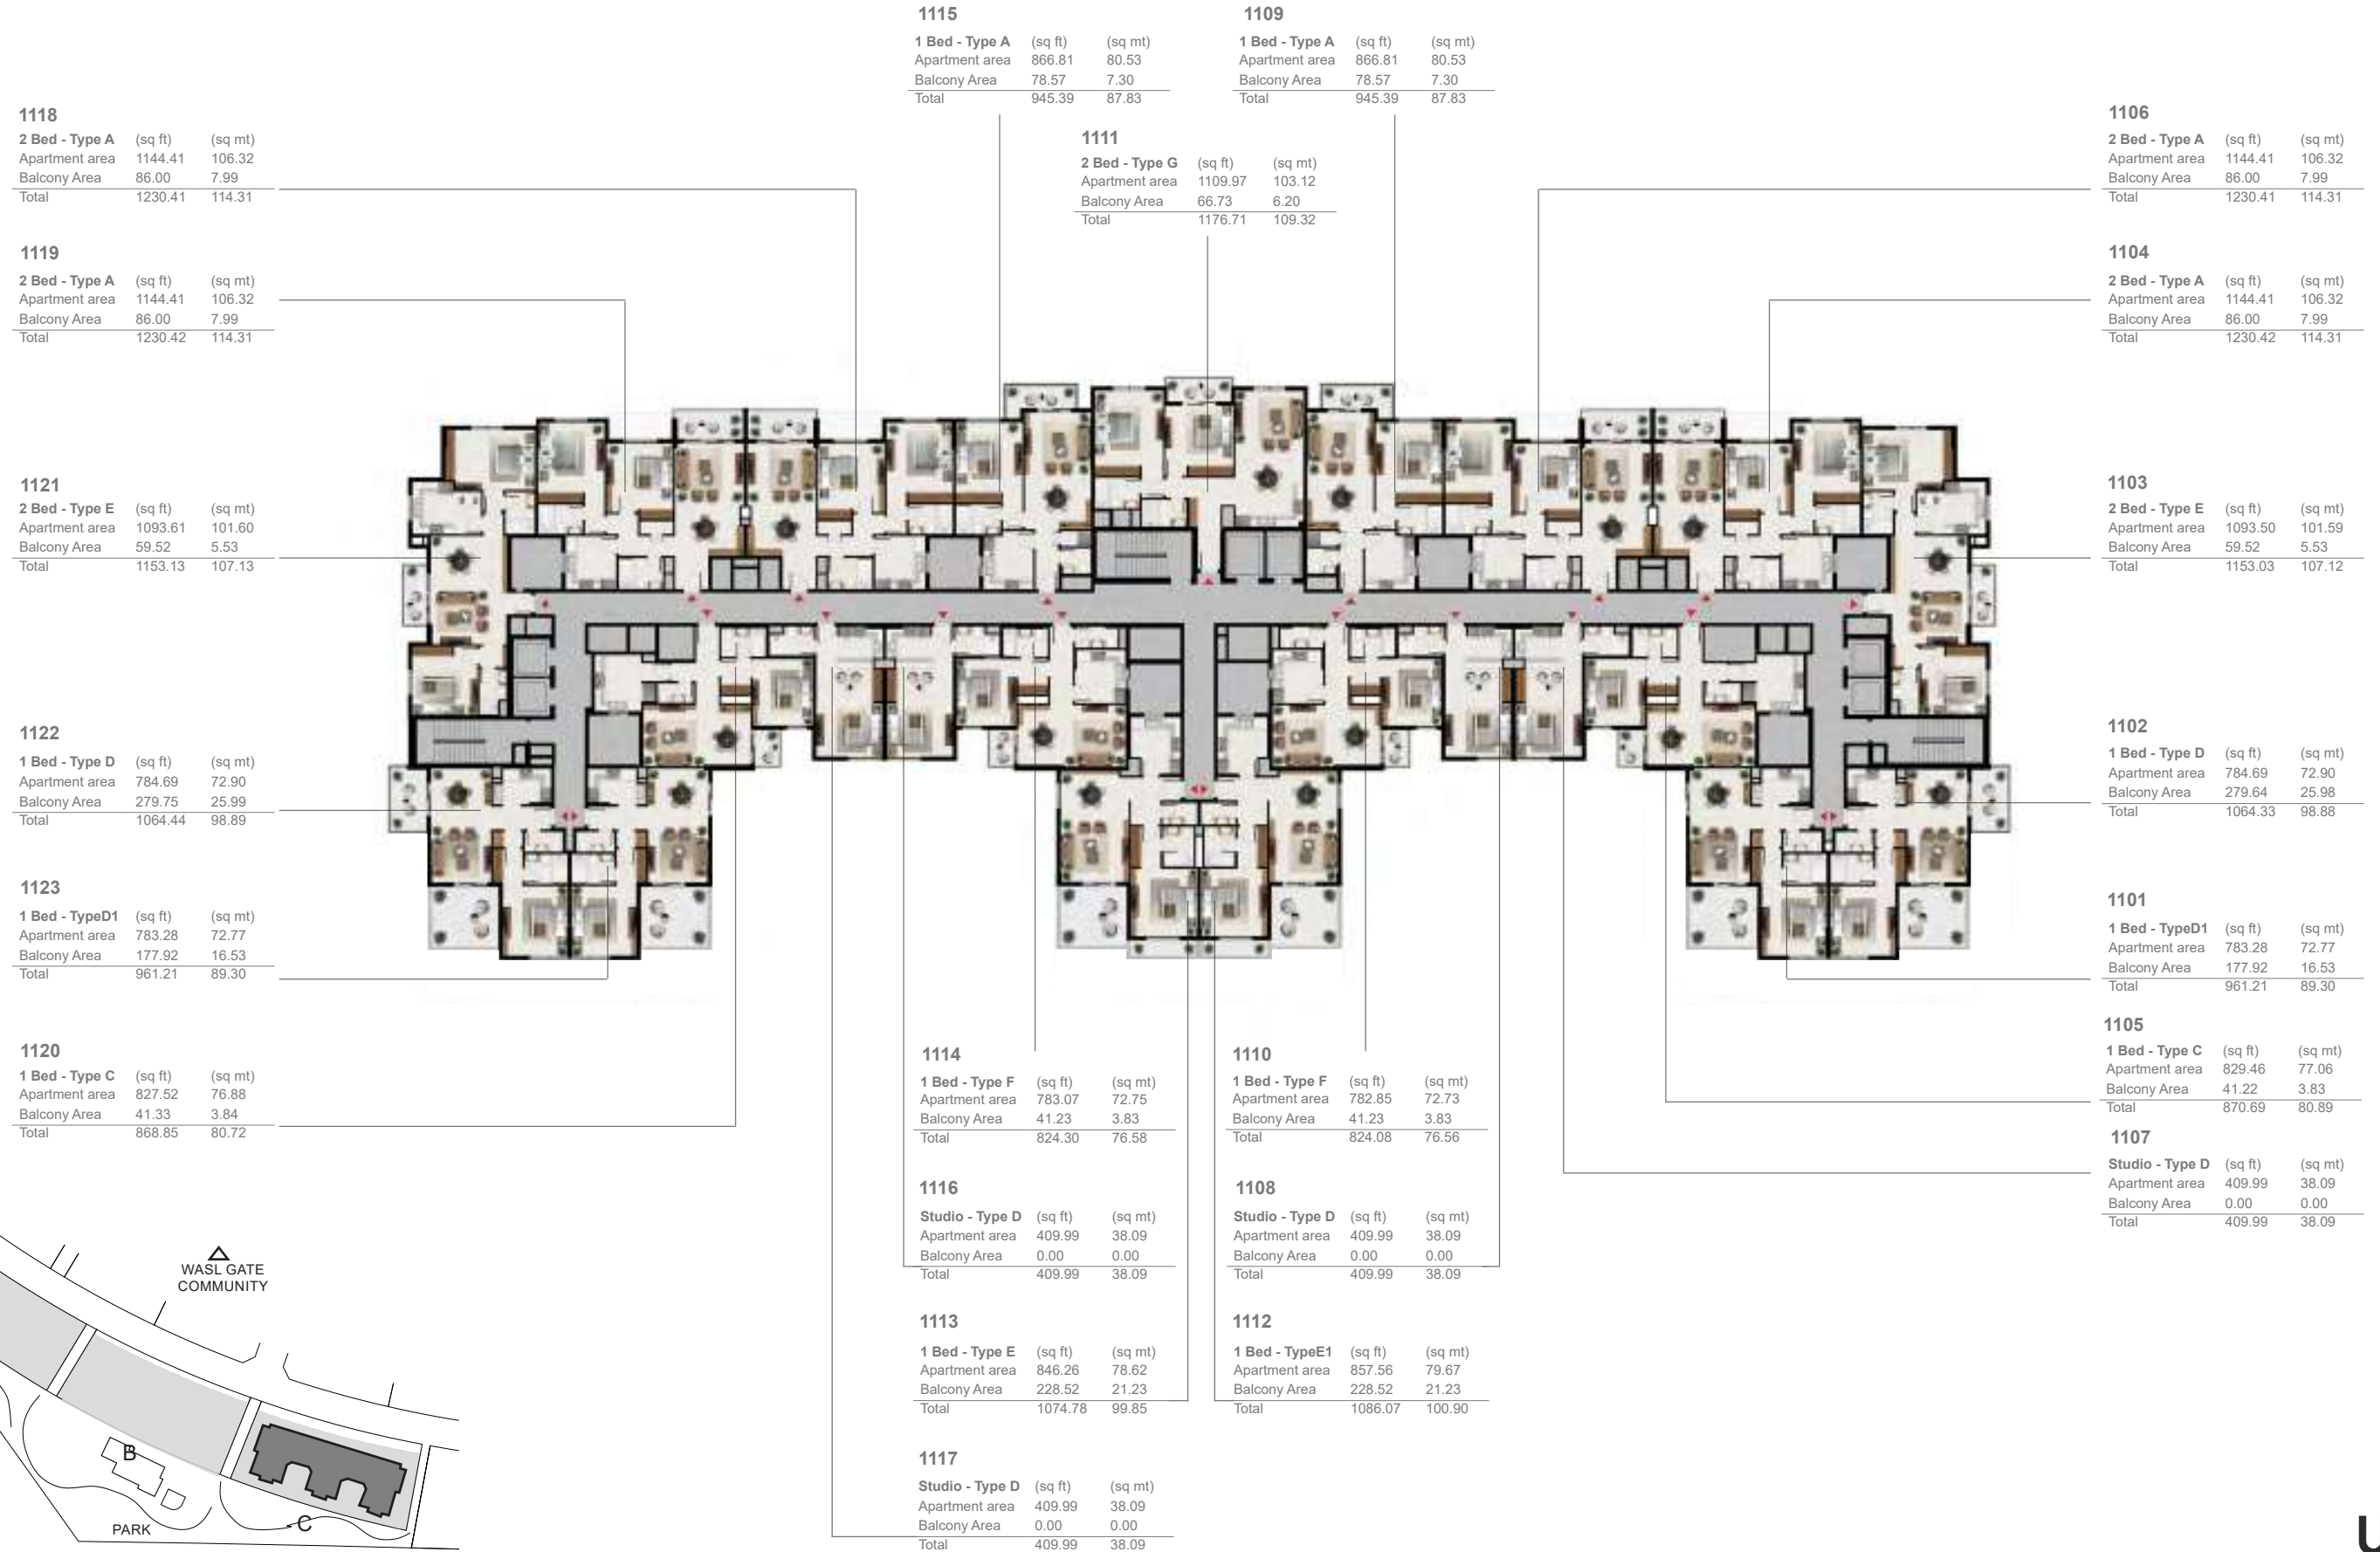 1115
1 Bed - Type A (sq ft) (sq mt)
Apartment area 866.81 80.53
Balcony Area 78.57 7.30
Total 945.39 87.83
1109
1 Bed - Type A (sq ft) (sq mt)
Apartment area 866.81 80.53
Balcony Area 78.57 7.30
Total 945.39 87.83
1111
2 Bed - Type G (sq ft) (sq mt)
Apartment area 1109.97 103.12
Balcony Area 66.73 6.20
Total 1176.71 109.32
1118
2 Bed - Type A (sq ft) (sq mt)
Apartment area 1144.41 106.32
Balcony Area 86.00 7.99
Total 1230.41 114.31
1119
2 Bed - Type A (sq ft) (sq mt)
Apartment area 1144.41 106.32
Balcony Area 86.00 7.99
Total 1230.42 114.31
1121
2 Bed - Type E (sq ft) (sq mt)
Apartment area 1093.61 101.60
Balcony Area 59.52 5.53
Total 1153.13 107.13
1122
1 Bed - Type D (sq ft) (sq mt)
Apartment area 784.69 72.90
Balcony Area 279.75 25.99
Total 1064.44 98.89
1123
1 Bed - TypeD1 (sq ft) (sq mt)
Apartment area 783.28 72.77
Balcony Area 177.92 16.53
Total 961.21 89.30
1120
1 Bed - Type C (sq ft) (sq mt)
Apartment area 827.52 76.88
Balcony Area 41.33 3.84
Total 868.85 80.72
1106
2 Bed - Type A (sq ft) (sq mt)
Apartment area 1144.41 106.32
Balcony Area 86.00 7.99
Total 1230.41 114.31
1104
2 Bed - Type A (sq ft) (sq mt)
Apartment area 1144.41 106.32
Balcony Area 86.00 7.99
Total 1230.42 114.31
1103
2 Bed - Type E (sq ft) (sq mt)
Apartment area 1093.50 101.59
Balcony Area 59.52 5.53
Total 1153.03 107.12
1102
1 Bed - Type D (sq ft) (sq mt)
Apartment area 784.69 72.90
Balcony Area 279.64 25.98
Total 1064.33 98.88
1101
1 Bed - TypeD1 (sq ft) (sq mt)
Apartment area 783.28 72.77
Balcony Area 177.92 16.53
Total 961.21 89.30
1105
1 Bed - Type C (sq ft) (sq mt)
Apartment area 829.46 77.06
Balcony Area 41.22 3.83
Total 870.69 80.89
1107
Studio - Type D (sq ft) (sq mt)
Apartment area 409.99 38.09
Balcony Area 0.00 0.00
Total 409.99 38.09
1114
1 Bed - Type F (sq ft) (sq mt)
Apartment area 783.07 72.75
Balcony Area 41.23 3.83
Total 824.30 76.58
1110
1 Bed - Type F (sq ft) (sq mt)
Apartment area 782.85 72.73
Balcony Area 41.23 3.83
Total 824.08 76.56
1116
Studio - Type D (sq ft) (sq mt)
Apartment area 409.99 38.09
Balcony Area 0.00 0.00
Total 409.99 38.09
1108
Studio - Type D (sq ft) (sq mt)
Apartment area 409.99 38.09
Balcony Area 0.00 0.00
Total 409.99 38.09
1113
1 Bed - Type E (sq ft) (sq mt)
Apartment area 846.26 78.62
Balcony Area 228.52 21.23
Total 1074.78 99.85
1112
1 Bed - TypeE1 (sq ft) (sq mt)
Apartment area 857.56 79.67
Balcony Area 228.52 21.23
Total 1086.07 100.90
1117
Studio - Type D (sq ft) (sq mt)
Apartment area 409.99 38.09
Balcony Area 0.00 0.00
Total 409.99 38.09
WASL GATE
COMMUNITY
B
C
PARK